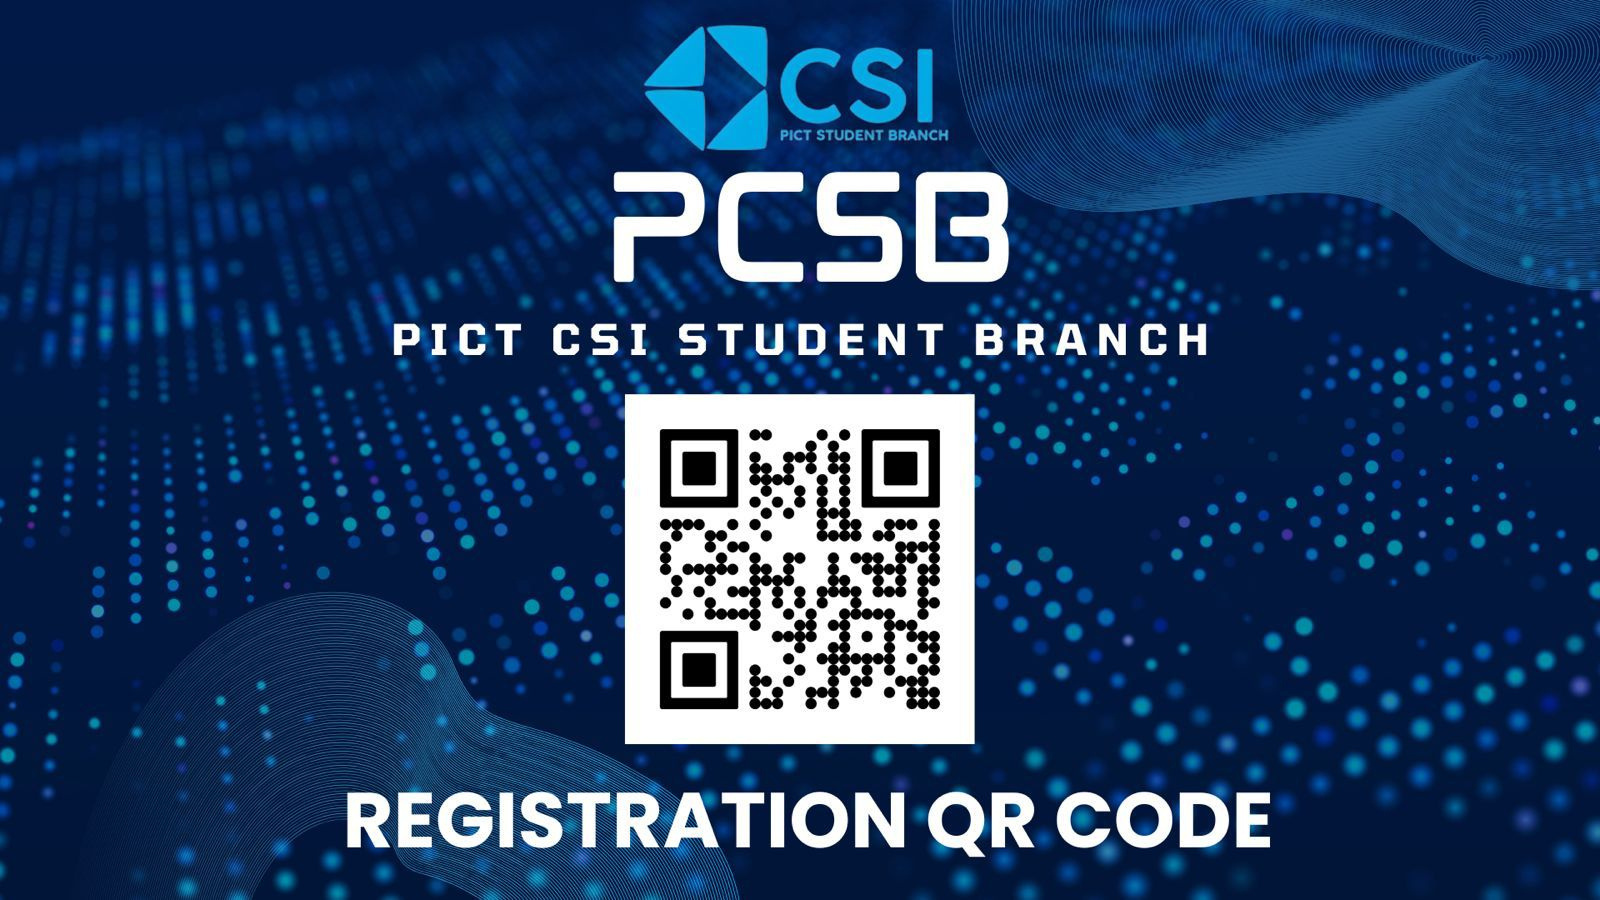 CSI
PICT STUDENT BRANCH
PCSB
PICT CSI STUDENT BRANCH
REGISTRATION QR CODE